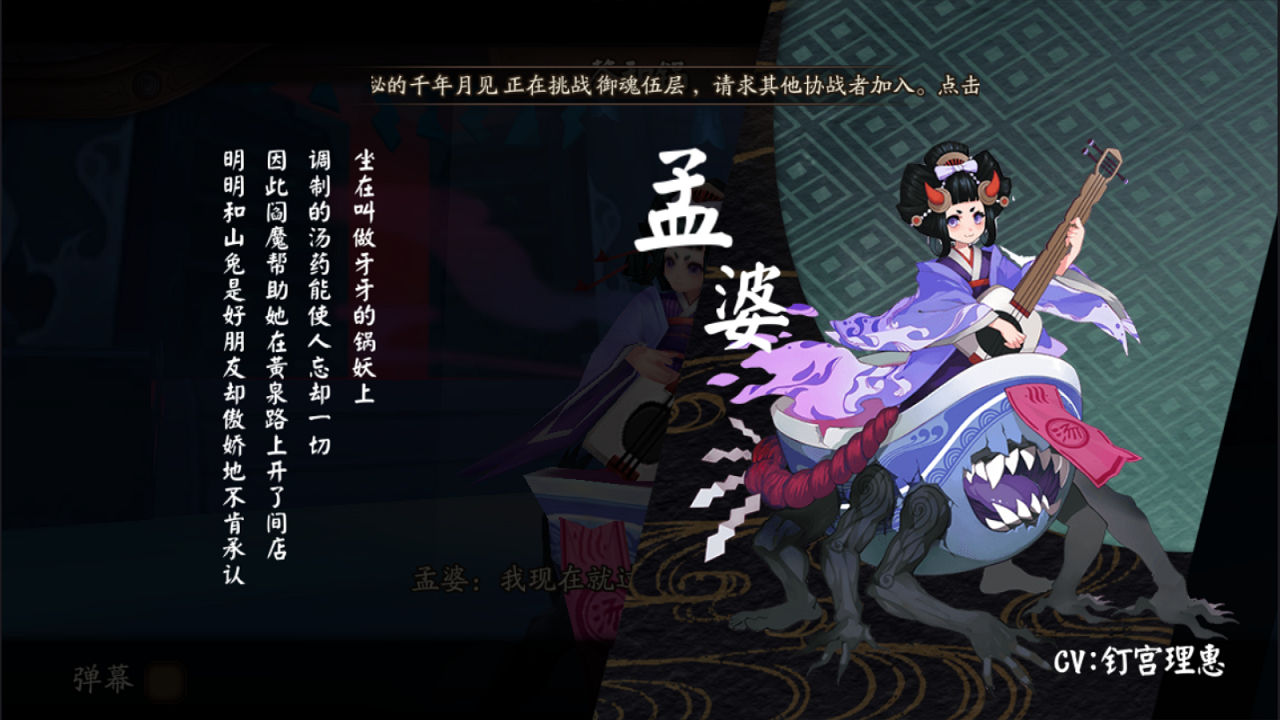 秘的千年月见 正在挑战 御魂伍层 ，请求其他协战者加入。点击
孟婆
坐在叫做牙牙的锅妖上
调制的汤药能使人忘却一切
因此阎魔帮助她在黄泉路上开了间店
明明和山兔是好朋友却傲娇地不肯承认
汤
孟婆：我现在就这
CV:钉宫理惠
弹幕